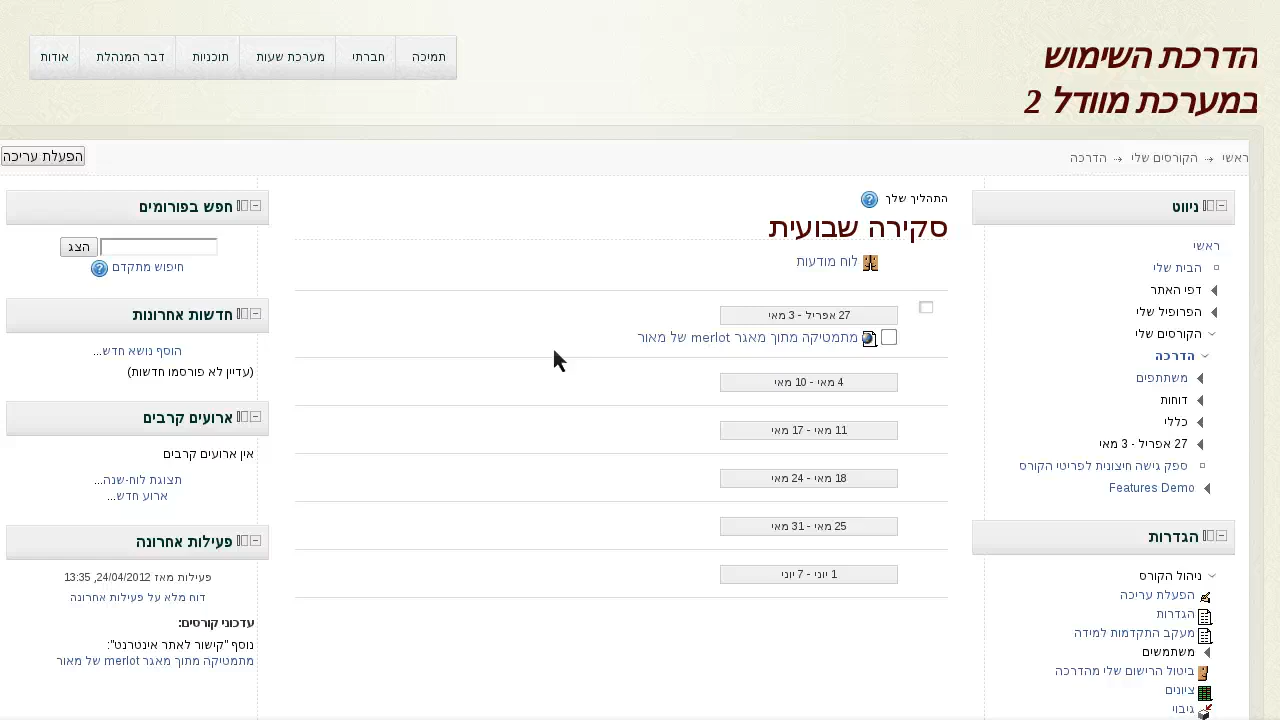 הדרכת השימוש
במערכת מוודל 2
תמיכה
חברתי
מערכת שעות
תוכניות
דבר המנהלת
אודות
ראשי
הקורסים שלי
הדרכה
הפעלת עריכה
ניווט
ראשי
הבית שלי
דפי האתר
הפרופיל שלי
הקורסים שלי
הדרכה
משתתפים
דוחות
כללי
27 אפריל - 3 מאי
ספק גישה חיצונית לפריטי הקורס
Features Demo
הגדרות
ניהול הקורס
הפעלת עריכה
הגדרות
מעקב התקדמות למידה
משתמשים
ביטול הרישום שלי מהדרכה
ציונים
גיבוי
התהליך שלך
סקירה שבועית
לוח מודעות
27 אפריל - 3 מאי
מתמטיקה מתוך מאגר merlot של מאור
4 מאי - 10 מאי
11 מאי - 17 מאי
18 מאי - 24 מאי
25 מאי - 31 מאי
1 יוני - 7 יוני
חפש בפורומים
הצג
חיפוש מתקדם
חדשות אחרונות
הוסף נושא חדש...
(עדיין לא פורסמו חדשות)
ארועים קרבים
אין ארועים קרבים
תצוגת לוח-שנה...
ארוע חדש...
פעילות אחרונה
פעילות מאז 24/04/2012, 13:35
דוח מלא על פעילות אחרונה
עדכוני קורסים:
נוסף "קישור לאתר אינטרנט":
מתמטיקה מתוך מאגר merlot של מאור